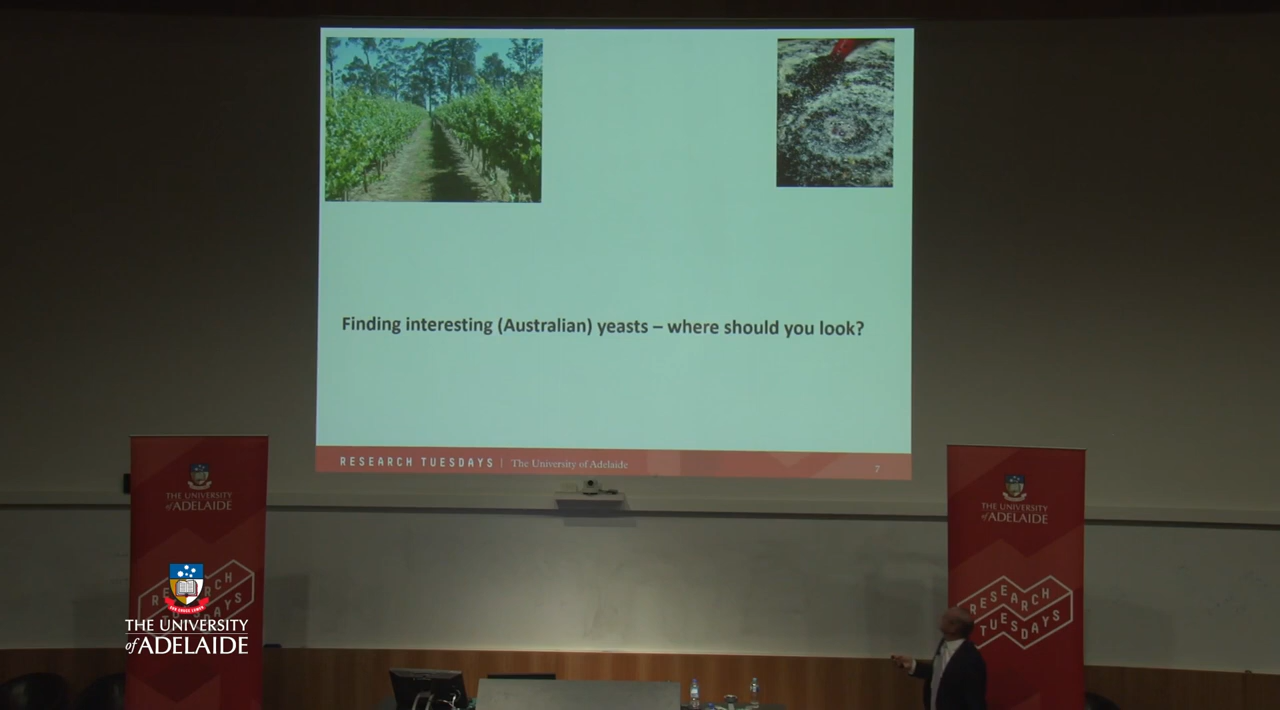 Finding interesting (Australian) yeasts – where should you look?
RESEARCH TUESDAYS | The University of Adelaide
7
THE UNIVERSITY
of ADELAIDE
THE UNIVERSITY
of ADELAIDE
RESEARCH
TUESDAYS
RESEARCH
TUESDAYS
THE UNIVERSITY
of ADELAIDE